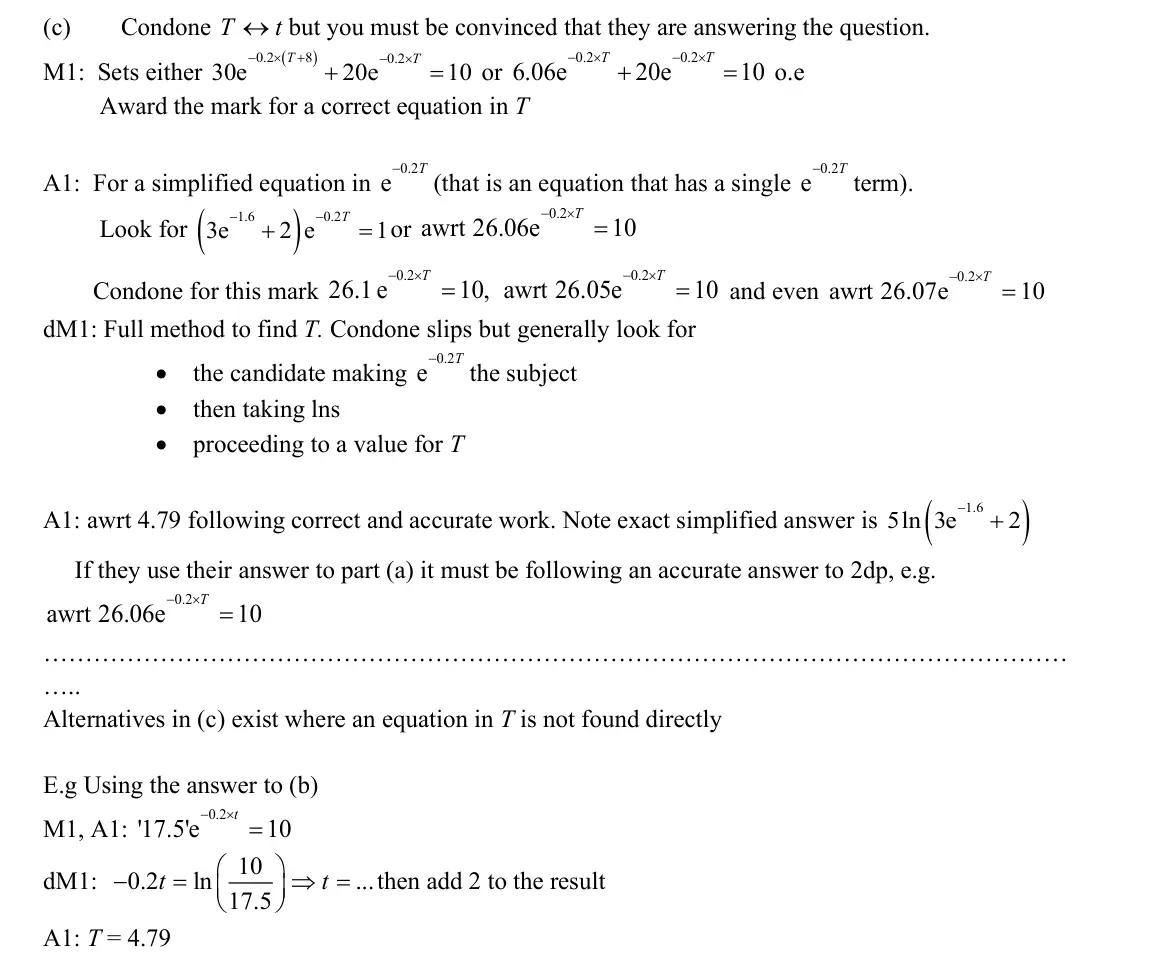 (c) Condone T ↔ t but you must be convinced that they are answering the question.
M1: Sets either 30e^{−0.2×(T+8)} + 20e^{−0.2×T} = 10 or 6.06e^{−0.2×T} + 20e^{−0.2×T} = 10 o.e
Award the mark for a correct equation in T
A1: For a simplified equation in e^{−0.2T} (that is an equation that has a single e^{−0.2T} term).
Look for (3e^{−1.6} + 2)e^{−0.2T} = 1 or awrt 26.06e^{−0.2×T} = 10
Condone for this mark 26.1 e^{−0.2×T} = 10, awrt 26.05e^{−0.2×T} = 10 and even awrt 26.07e^{−0.2×T} = 10
dM1: Full method to find T. Condone slips but generally look for
• the candidate making e^{−0.2T} the subject
• then taking lns
• proceeding to a value for T
A1: awrt 4.79 following correct and accurate work. Note exact simplified answer is 5 ln(3e^{−1.6} + 2)
If they use their answer to part (a) it must be following an accurate answer to 2dp, e.g.
awrt 26.06e^{−0.2×T} = 10
………………………………………………………………………………………………………………
…..
Alternatives in (c) exist where an equation in T is not found directly
E.g Using the answer to (b)
M1, A1: '17.5'e^{−0.2×t} = 10
dM1: −0.2t = ln(10/17.5) ⇒ t = ... then add 2 to the result
A1: T = 4.79